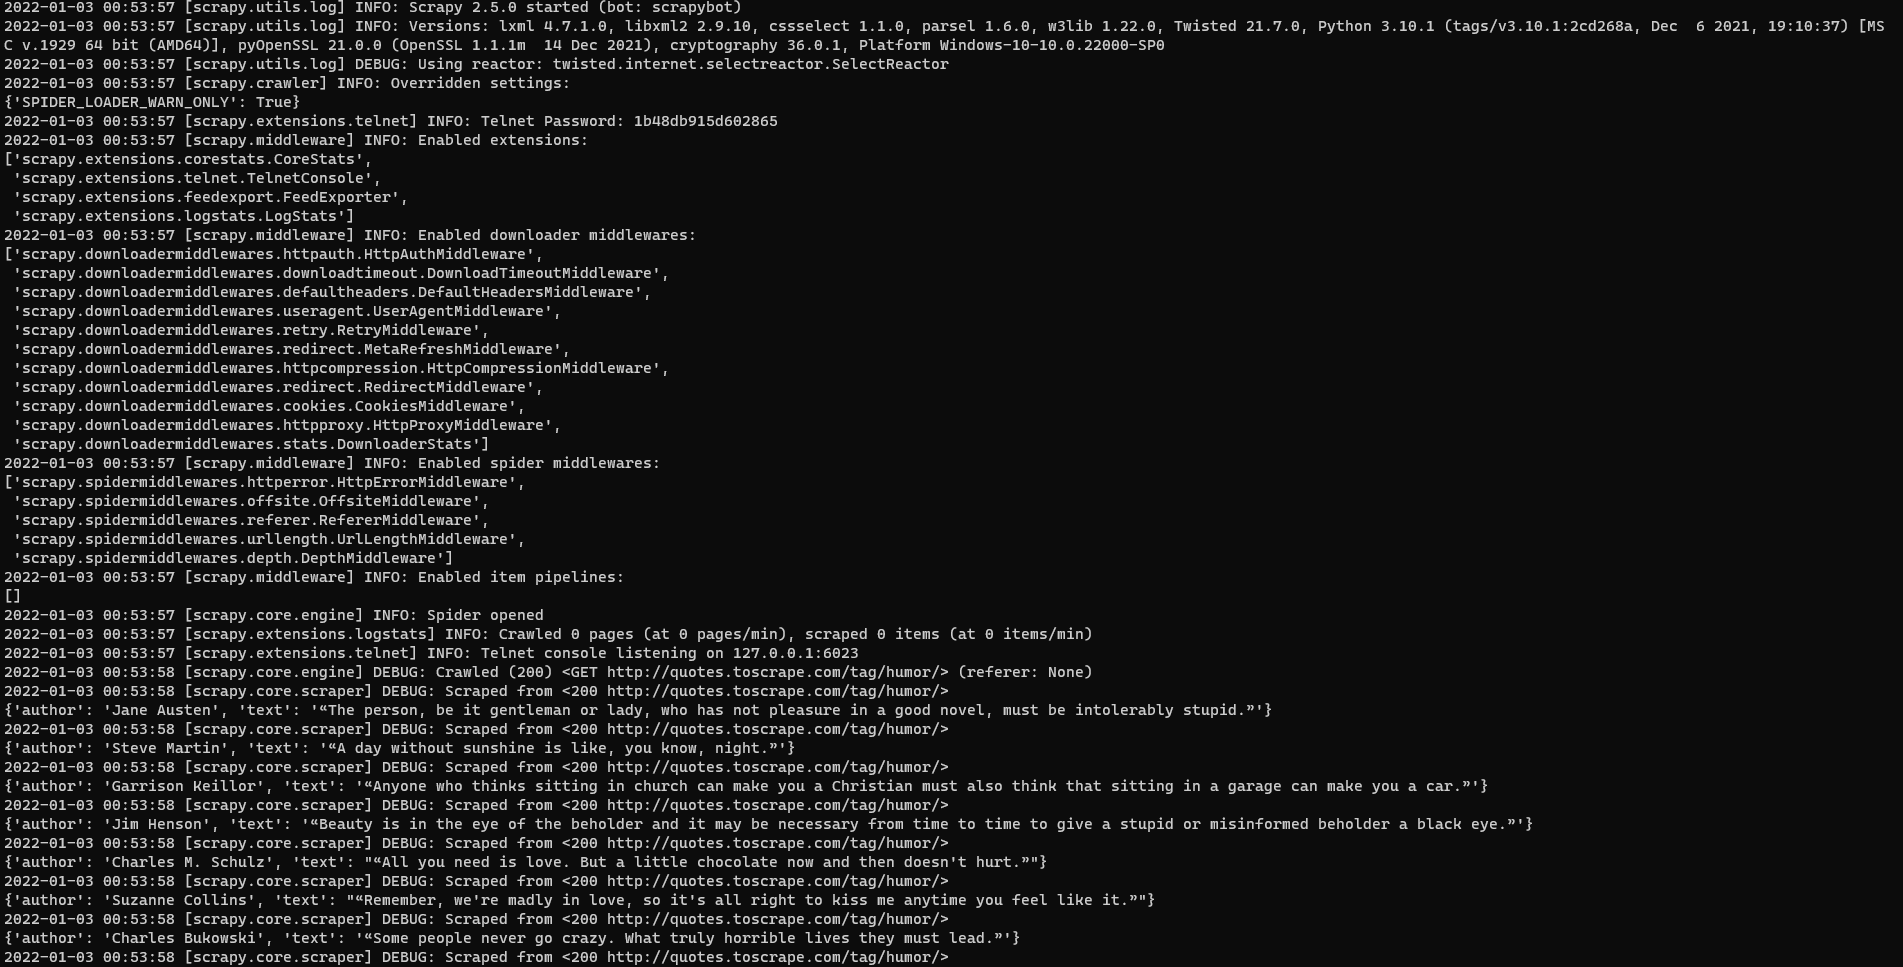 2022-01-03 00:53:57 [scrapy.utils.log] INFO: Scrapy 2.5.0 started (bot: scrapybot)
2022-01-03 00:53:57 [scrapy.utils.log] INFO: Versions: lxml 4.7.1.0, libxml2 2.9.10, cssselect 1.1.0, parsel 1.6.0, w3lib 1.22.0, Twisted 21.7.0, Python 3.10.1 (tags/v3.10.1:2cd268a, Dec  6 2021, 19:10:37) [MS
C v.1929 64 bit (AMD64)], pyOpenSSL 21.0.0 (OpenSSL 1.1.1m  14 Dec 2021), cryptography 36.0.1, Platform Windows-10-10.0.22000-SP0
2022-01-03 00:53:57 [scrapy.utils.log] DEBUG: Using reactor: twisted.internet.selectreactor.SelectReactor
2022-01-03 00:53:57 [scrapy.crawler] INFO: Overridden settings:
{'SPIDER_LOADER_WARN_ONLY': True}
2022-01-03 00:53:57 [scrapy.extensions.telnet] INFO: Telnet Password: 1b48db915d602865
2022-01-03 00:53:57 [scrapy.middleware] INFO: Enabled extensions:
['scrapy.extensions.corestats.CoreStats',
 'scrapy.extensions.telnet.TelnetConsole',
 'scrapy.extensions.feedexport.FeedExporter',
 'scrapy.extensions.logstats.LogStats']
2022-01-03 00:53:57 [scrapy.middleware] INFO: Enabled downloader middlewares:
['scrapy.downloadermiddlewares.httpauth.HttpAuthMiddleware',
 'scrapy.downloadermiddlewares.downloadtimeout.DownloadTimeoutMiddleware',
 'scrapy.downloadermiddlewares.defaultheaders.DefaultHeadersMiddleware',
 'scrapy.downloadermiddlewares.useragent.UserAgentMiddleware',
 'scrapy.downloadermiddlewares.retry.RetryMiddleware',
 'scrapy.downloadermiddlewares.redirect.MetaRefreshMiddleware',
 'scrapy.downloadermiddlewares.httpcompression.HttpCompressionMiddleware',
 'scrapy.downloadermiddlewares.redirect.RedirectMiddleware',
 'scrapy.downloadermiddlewares.cookies.CookiesMiddleware',
 'scrapy.downloadermiddlewares.httpproxy.HttpProxyMiddleware',
 'scrapy.downloadermiddlewares.stats.DownloaderStats']
2022-01-03 00:53:57 [scrapy.middleware] INFO: Enabled spider middlewares:
['scrapy.spidermiddlewares.httperror.HttpErrorMiddleware',
 'scrapy.spidermiddlewares.offsite.OffsiteMiddleware',
 'scrapy.spidermiddlewares.referer.RefererMiddleware',
 'scrapy.spidermiddlewares.urllength.UrlLengthMiddleware',
 'scrapy.spidermiddlewares.depth.DepthMiddleware']
2022-01-03 00:53:57 [scrapy.middleware] INFO: Enabled item pipelines:
[]
2022-01-03 00:53:57 [scrapy.core.engine] INFO: Spider opened
2022-01-03 00:53:57 [scrapy.extensions.logstats] INFO: Crawled 0 pages (at 0 pages/min), scraped 0 items (at 0 items/min)
2022-01-03 00:53:57 [scrapy.extensions.telnet] INFO: Telnet console listening on 127.0.0.1:6023
2022-01-03 00:53:58 [scrapy.core.engine] DEBUG: Crawled (200) <GET http://quotes.toscrape.com/tag/humor/> (referer: None)
2022-01-03 00:53:58 [scrapy.core.scraper] DEBUG: Scraped from <200 http://quotes.toscrape.com/tag/humor/>
{'author': 'Jane Austen', 'text': '“The person, be it gentleman or lady, who has not pleasure in a good novel, must be intolerably stupid.”'}
2022-01-03 00:53:58 [scrapy.core.scraper] DEBUG: Scraped from <200 http://quotes.toscrape.com/tag/humor/>
{'author': 'Steve Martin', 'text': '“A day without sunshine is like, you know, night.”'}
2022-01-03 00:53:58 [scrapy.core.scraper] DEBUG: Scraped from <200 http://quotes.toscrape.com/tag/humor/>
{'author': 'Garrison Keillor', 'text': '“Anyone who thinks sitting in church can make you a Christian must also think that sitting in a garage can make you a car.”'}
2022-01-03 00:53:58 [scrapy.core.scraper] DEBUG: Scraped from <200 http://quotes.toscrape.com/tag/humor/>
{'author': 'Jim Henson', 'text': '“Beauty is in the eye of the beholder and it may be necessary from time to time to give a stupid or misinformed beholder a black eye.”'}
2022-01-03 00:53:58 [scrapy.core.scraper] DEBUG: Scraped from <200 http://quotes.toscrape.com/tag/humor/>
{'author': 'Charles M. Schulz', 'text': "“All you need is love. But a little chocolate now and then doesn't hurt.”"}
2022-01-03 00:53:58 [scrapy.core.scraper] DEBUG: Scraped from <200 http://quotes.toscrape.com/tag/humor/>
{'author': 'Suzanne Collins', 'text': "“Remember, we're madly in love, so it's all right to kiss me anytime you feel like it.”"}
2022-01-03 00:53:58 [scrapy.core.scraper] DEBUG: Scraped from <200 http://quotes.toscrape.com/tag/humor/>
{'author': 'Charles Bukowski', 'text': '“Some people never go crazy. What truly horrible lives they must lead.”'}
2022-01-03 00:53:58 [scrapy.core.scraper] DEBUG: Scraped from <200 http://quotes.toscrape.com/tag/humor/>